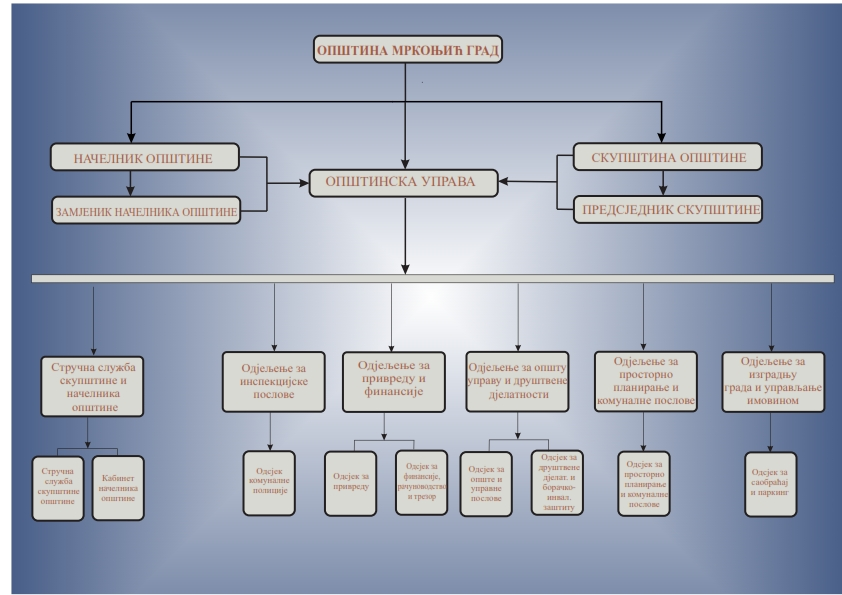 ОПШТИНА МРКОЊИЋ ГРАД
НАЧЕЛНИК ОПШТИНЕ
СКУПШТИНА ОПШТИНЕ
ОПШТИНСКА УПРАВА
ЗАМЈЕНИК НАЧЕЛНИКА ОПШТИНЕ
ПРЕДСЈЕДНИК СКУПШТИНЕ
Стручна служба
скупштине и
начелника
општине
Одјељење за
инспекцијске
послове
Одјељење за
привреду и
финансије
Одјељење за општу
управу и друштвене
дјелатности
Одјељење за
просторно
планирање и
комуналне послове
Одјељење за
изградњу
града и управљање
имовином
Стручна
служба
скупштине
општине
Кабинет
начелника
општине
Одсјек
комуналне
полиције
Одсјек за
привреду
Одсјек за
финансије,
рачуноводство
и трезор
Одсјек за
опште и
управне
послове
Одсјек за
друштвене
дјелат. и
борачко-
инвал.
заштиту
Одсјек за
просторно
планирање
и комуналне
послове
Одсјек за
саобраћај
и паркинг